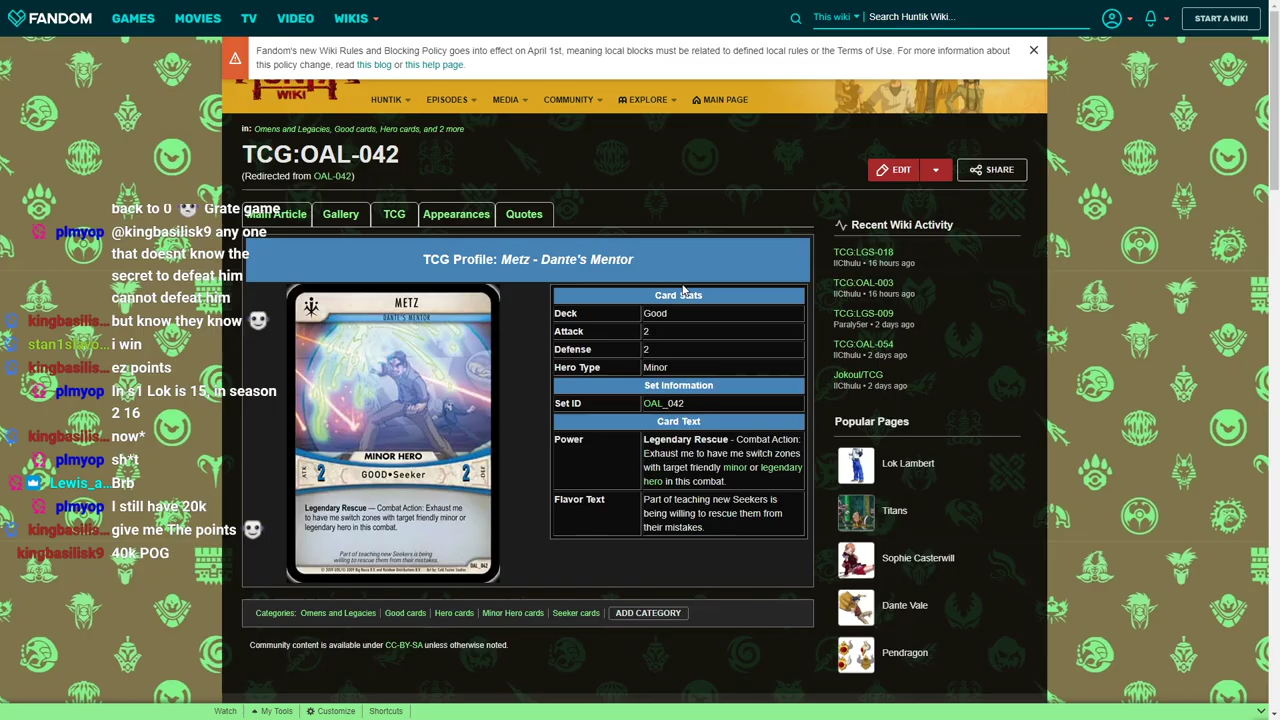 FANDOM
GAMES
MOVIES
TV
VIDEO
WIKIS
This wiki
Search Huntik Wiki...
START A WIKI
Fandom's new Wiki Rules and Blocking Policy goes into effect on April 1st, meaning local blocks must be related to defined local rules or the Terms of Use. For more information
about this policy change, read this blog or this help page.
WIKI
HUNTIK
EPISODES
MEDIA
COMMUNITY
EXPLORE
MAIN PAGE
in: Omens and Legacies, Good cards, Hero cards, and 2 more
TCG:OAL-042
(Redirected from OAL-042)
EDIT
SHARE
Main Article
Gallery
TCG
Appearances
Quotes
TCG Profile: Metz - Dante's Mentor
METZ
DANTE'S MENTOR
MINOR HERO
ATK
2
GOOD•Seeker
2
DEF
Legendary Rescue — Combat Action: Exhaust me
to have me switch zones with target friendly minor or
legendary hero in this combat.
Part of teaching new Seekers is being
willing to rescue them from their mistakes.
OAL_042
Card Stats
Deck Good
Attack 2
Defense 2
Hero Type Minor
Set Information
Set ID OAL_042
Card Text
Power Legendary Rescue - Combat Action:
Exhaust me to have me switch zones
with target friendly minor or legendary
hero in this combat.
Flavor Text Part of teaching new Seekers is
being willing to rescue them from
their mistakes.
Categories: Omens and Legacies Good cards Hero cards Minor Hero cards Seeker cards ADD CATEGORY
Community content is available under CC-BY-SA unless otherwise noted.
Recent Wiki Activity
TCG:LGS-018
IICthulu • 16 hours ago
TCG:OAL-003
IICthulu • 16 hours ago
TCG:LGS-009
Paraly5er • 2 days ago
TCG:OAL-054
IICthulu • 2 days ago
Jokoul/TCG
IICthulu • 2 days ago
Popular Pages
Lok Lambert
Titans
Sophie Casterwill
Dante Vale
Pendragon
back to 0 Grate game
plmyop @kingbasilisk9 any one
that doesnt know the
secret to defeat him
cannot defeat him
kingbasilis... but know they know
stan1slavo... i win
kingbasilis... ez points
plmyop In s1 Lok is 15, in season
2 16
kingbasilis... now*
plmyop sh*t
Lewis_a... Brb
plmyop I still have 20k
kingbasilis... give me The points
kingbasilisk9 40k POG
Watch
My Tools
Customize
Shortcuts